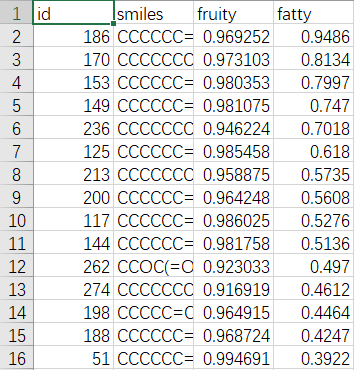 1 id smiles fruity fatty
2 186 CCCCCC= 0.969252 0.9486
3 170 CCCCCCC 0.973103 0.8134
4 153 CCCCCC= 0.980353 0.7997
5 149 CCCCCC= 0.981075 0.747
6 236 CCCCCCC 0.946224 0.7018
7 125 CCCCCC= 0.985458 0.618
8 213 CCCCCCC 0.958875 0.5735
9 200 CCCCCC= 0.964248 0.5608
10 117 CCCCCC= 0.986025 0.5276
11 144 CCCCCC= 0.981758 0.5136
12 262 CCOC(=O 0.923033 0.497
13 274 CCCCCCC 0.916919 0.4612
14 198 CCCCC=C 0.964915 0.4464
15 188 CCCCCC= 0.968724 0.4247
16 51 CCCCCC= 0.994691 0.3922